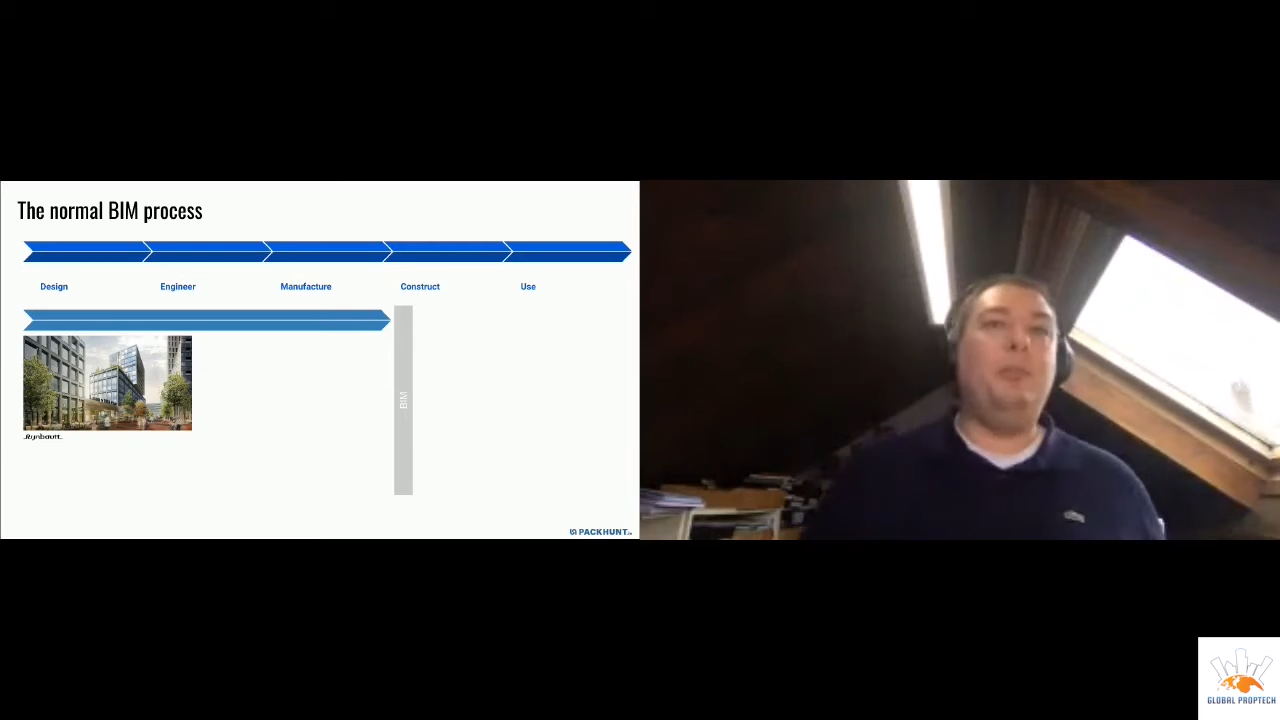 The normal BIM process
Design Engineer Manufacture Construct Use
BIM
PACKHUNT
GLOBAL PROPTECH